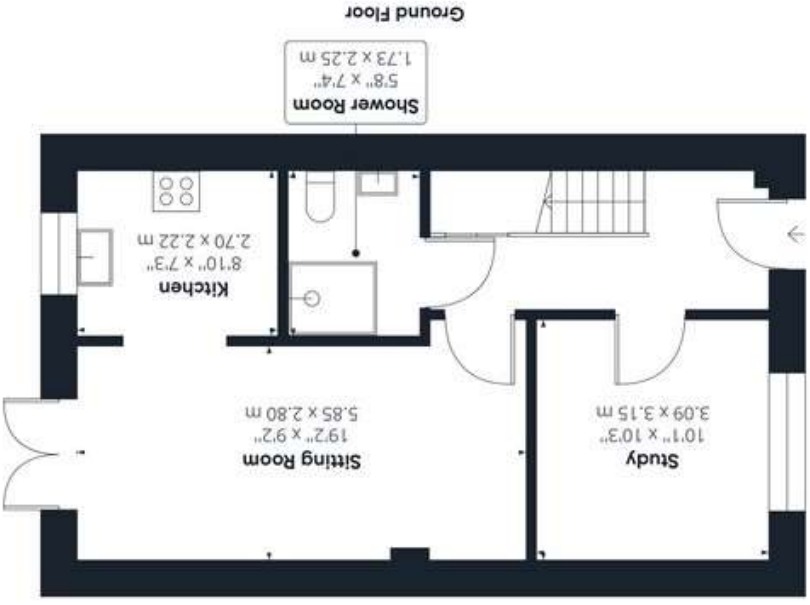 Study
10'1" x 10'3"
3.09 x 3.15 m
Sitting Room
19'2" x 9'2"
5.85 x 2.80 m
Kitchen
8'10" x 7'3"
2.70 x 2.22 m
Shower Room
5'8" x 7'4"
1.73 x 2.25 m
Ground Floor